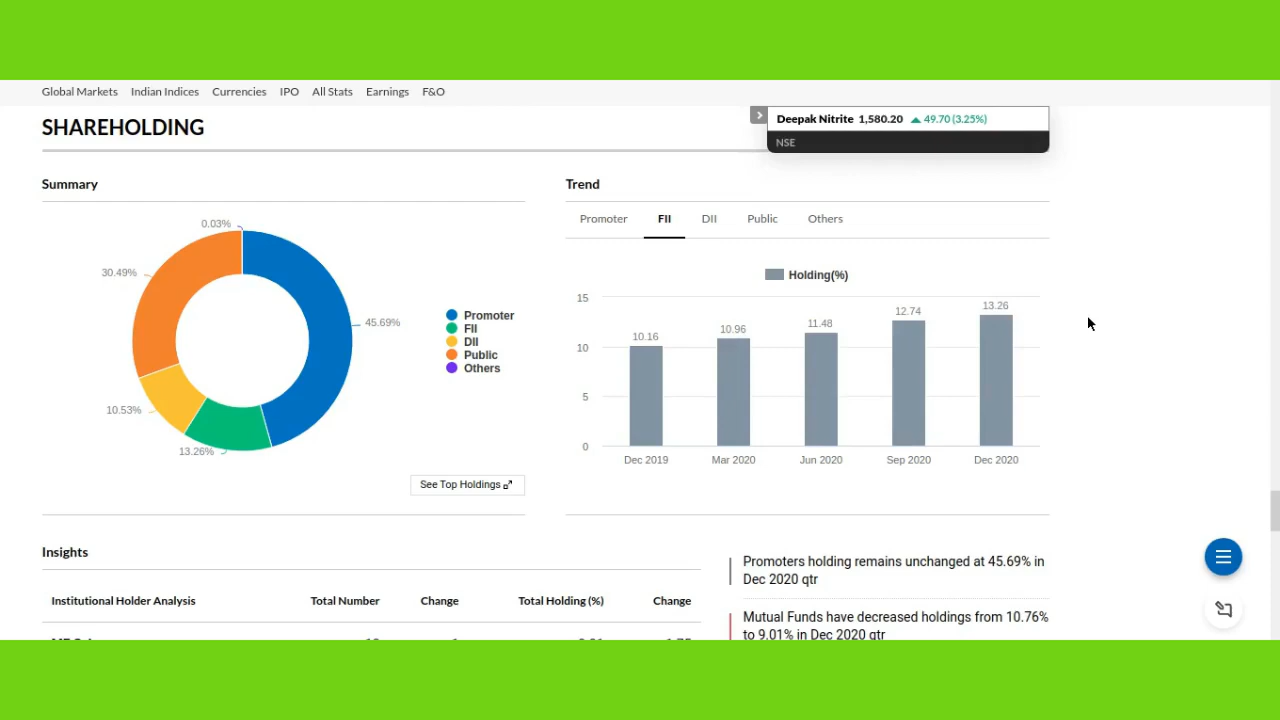 Global Markets Indian Indices Currencies IPO All Stats Earnings F&O
SHAREHOLDING
Deepak Nitrite 1,580.20 ▲ 49.70 (3.25%)
NSE
Summary
0.03%
30.49%
45.69%
10.53%
13.26%
Promoter
FII
DII
Public
Others
See Top Holdings
Trend
Promoter FII DII Public Others
Holding(%)
15
10
5
0
10.16 10.96 11.48 12.74 13.26
Dec 2019 Mar 2020 Jun 2020 Sep 2020 Dec 2020
Insights
Institutional Holder Analysis Total Number Change Total Holding (%) Change
Promoters holding remains unchanged at 45.69% in
Dec 2020 qtr
Mutual Funds have decreased holdings from 10.76%
to 9.01% in Dec 2020 qtr